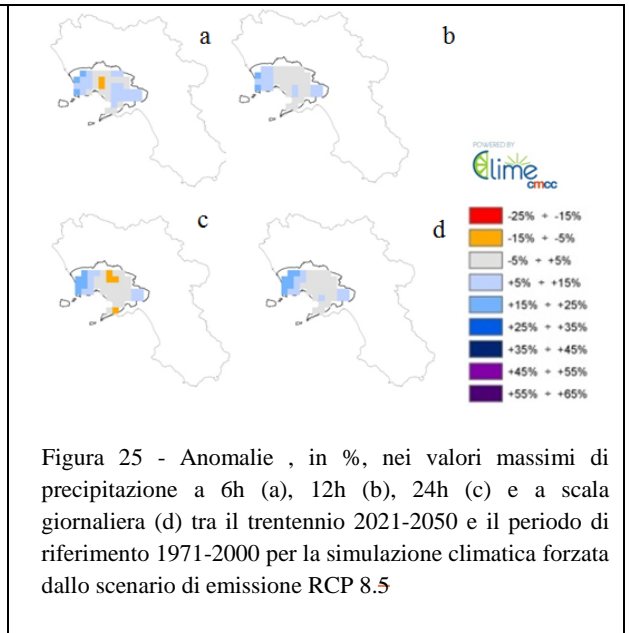 a
b
POWERED BY
Clime
cmcc
c
d
-25% ÷ -15%
-15% ÷ -5%
-5% ÷ +5%
+5% ÷ +15%
+15% ÷ +25%
+25% ÷ +35%
+35% ÷ +45%
+45% ÷ +55%
+55% ÷ +65%
Figura 25 - Anomalie , in %, nei valori massimi di
precipitazione a 6h (a), 12h (b), 24h (c) e a scala
giornaliera (d) tra il trentennio 2021-2050 e il periodo di
riferimento 1971-2000 per la simulazione climatica forzata
dallo scenario di emissione RCP 8.5